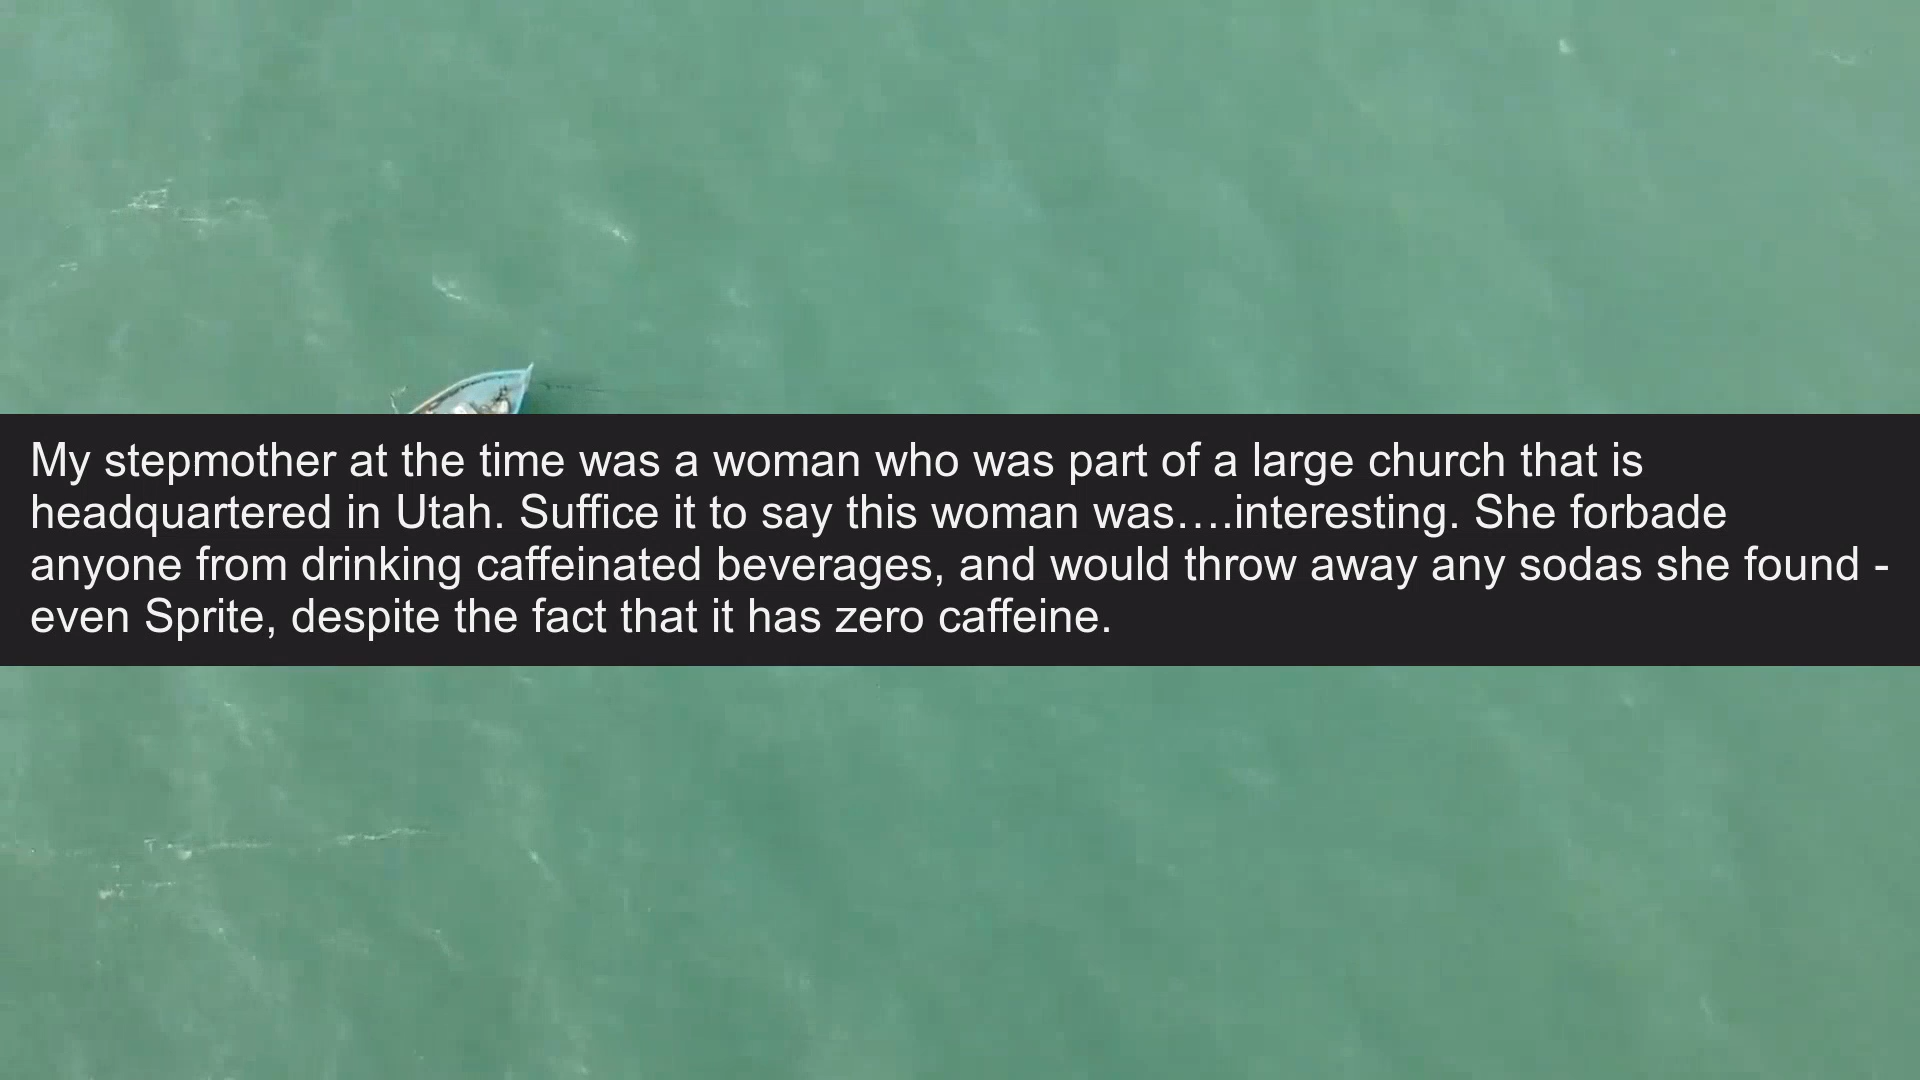 My stepmother at the time was a woman who was part of a large church that is
headquartered in Utah. Suffice it to say this woman was….interesting. She forbade
anyone from drinking caffeinated beverages, and would throw away any sodas she found -
even Sprite, despite the fact that it has zero caffeine.